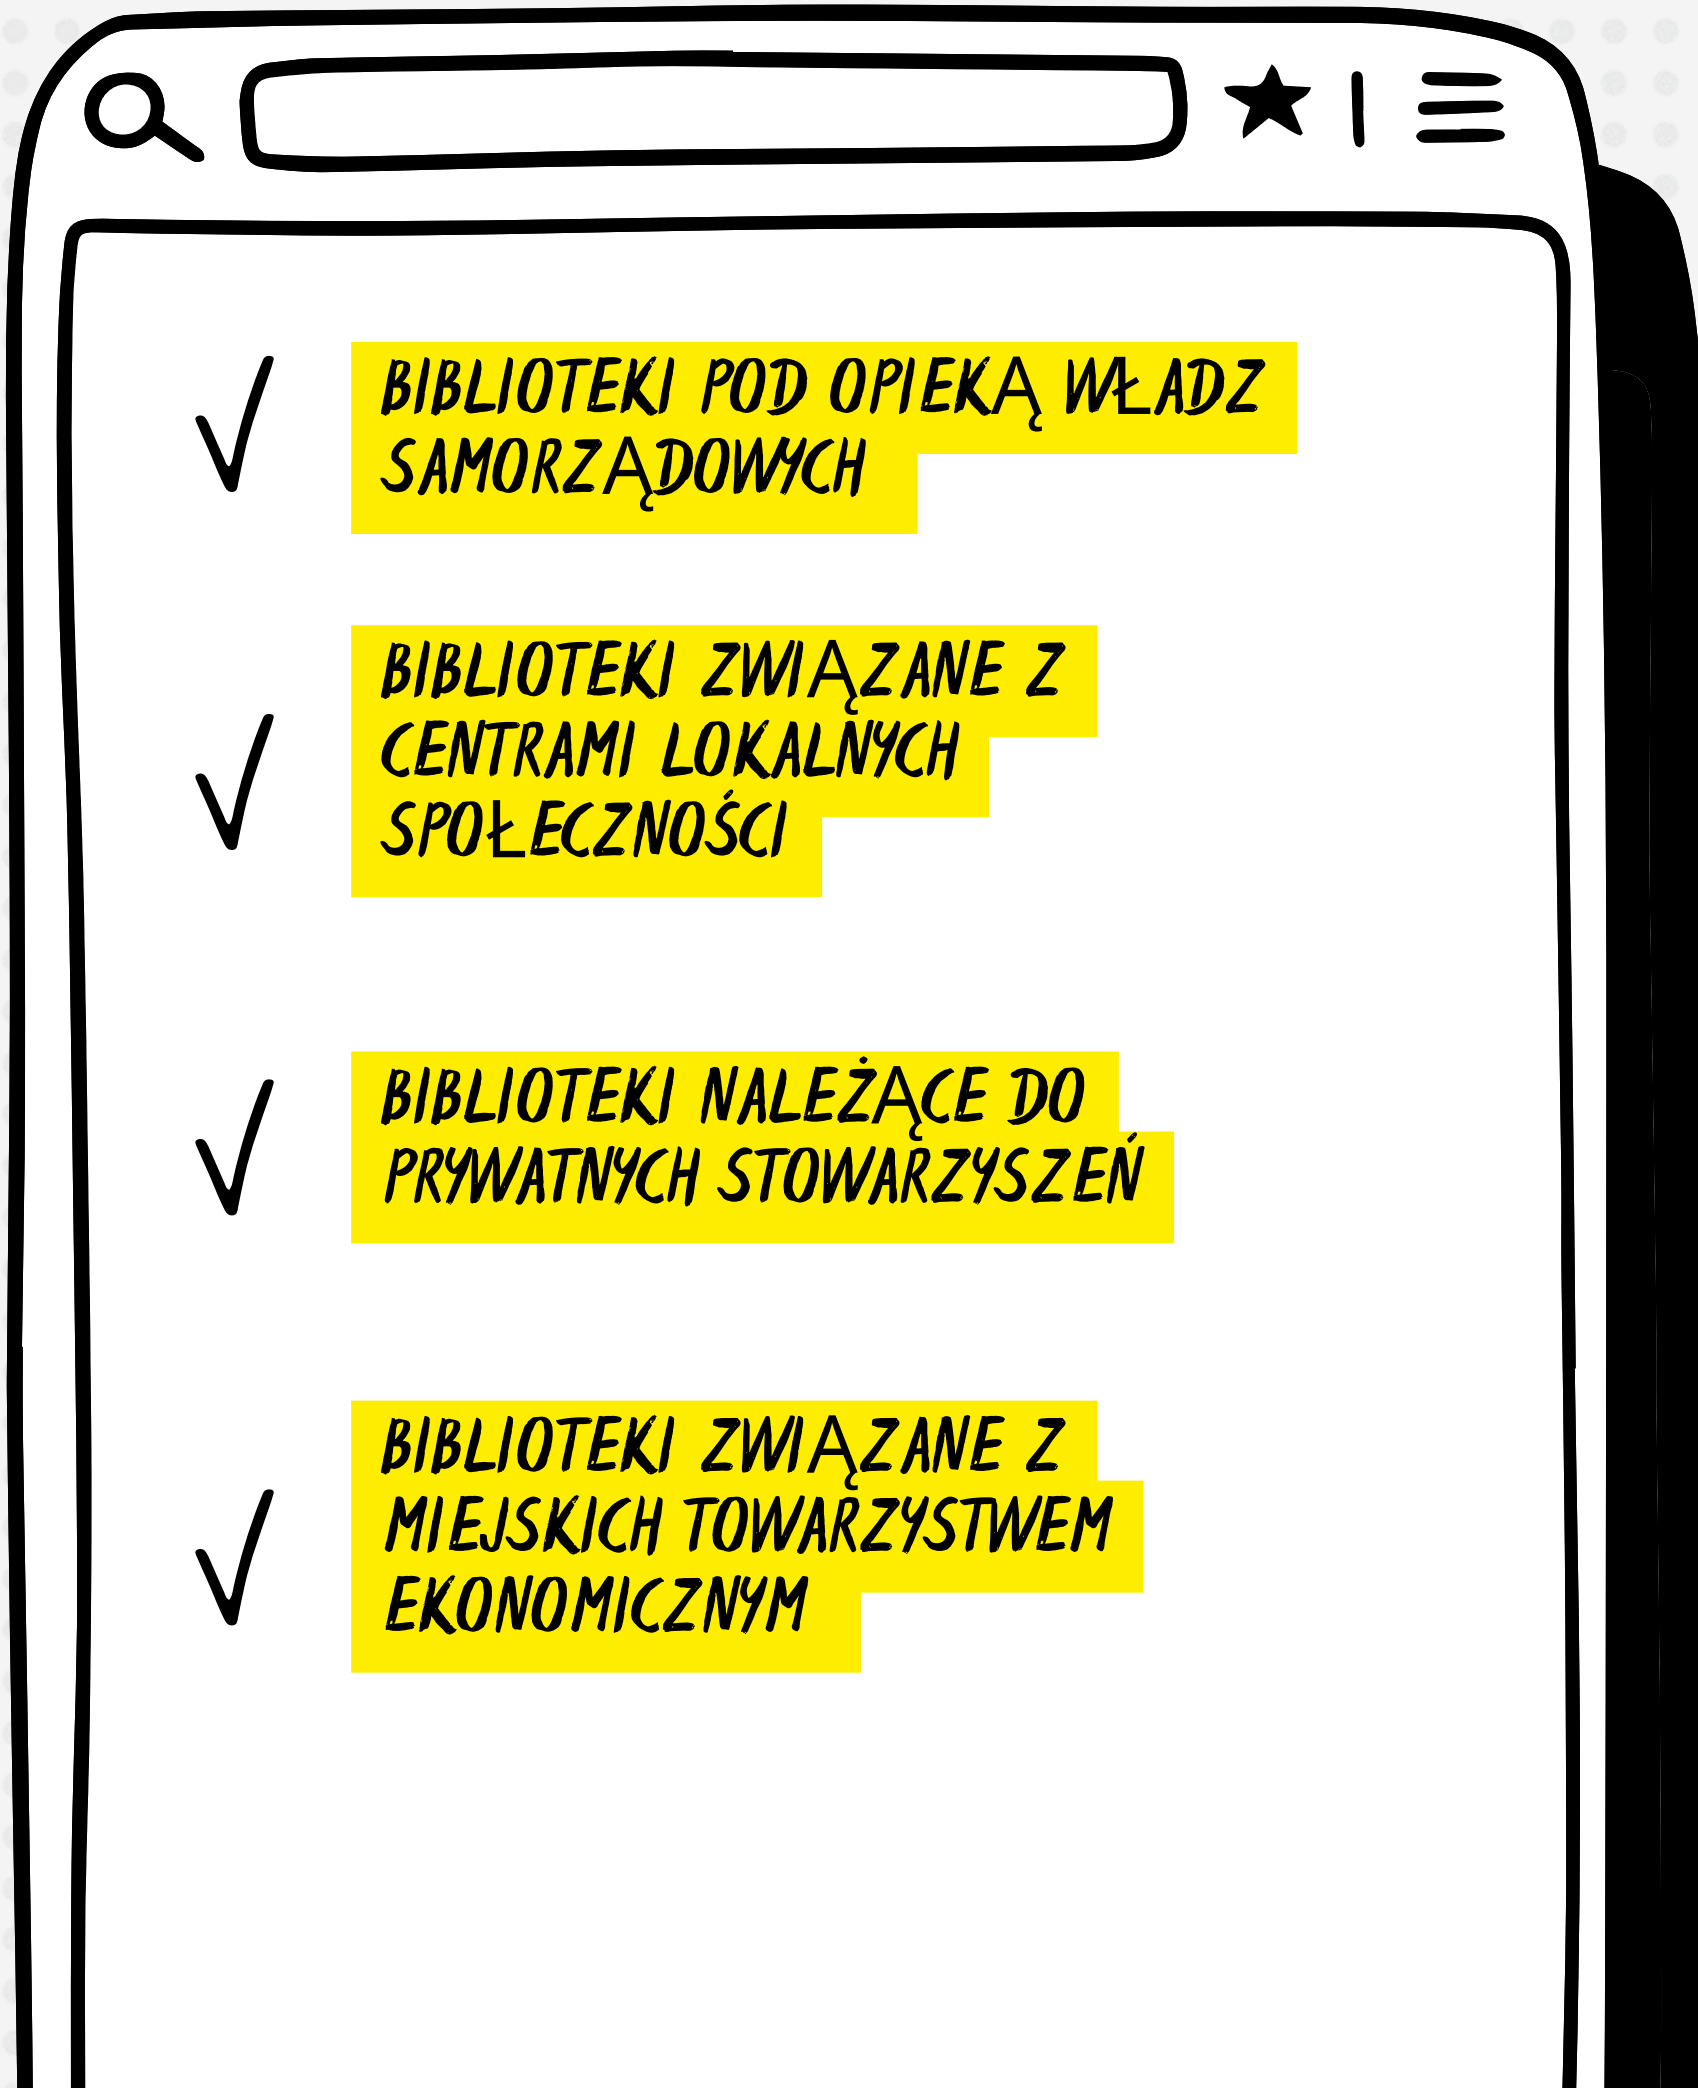 BIBLIOTEKI POD OPIEKĄ WŁADZ
SAMORZĄDOWYCH
BIBLIOTEKI ZWIĄZANE Z
CENTRAMI LOKALNYCH
SPOŁECZNOŚCI
BIBLIOTEKI NALEŻĄCE DO
PRYWATNYCH STOWARZYSZEŃ
BIBLIOTEKI ZWIĄZANE Z
MIEJSKICH TOWARZYSTWEM
EKONOMICZNYM